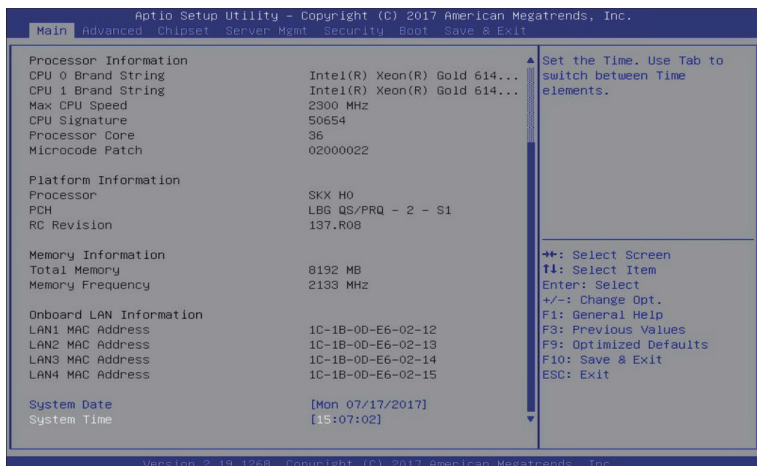 Aptio Setup Utility – Copyright (C) 2017 American Megatrends, Inc.
Main Advanced Chipset Server Mgmt Security Boot Save & Exit
Processor Information
CPU 0 Brand String Intel(R) Xeon(R) Gold 614...
CPU 1 Brand String Intel(R) Xeon(R) Gold 614...
Max CPU Speed 2300 MHz
CPU Signature 50654
Processor Core 36
Microcode Patch 02000022
Platform Information
Processor SKX H0
PCH LBG QS/PRQ - 2 - S1
RC Revision 137.R08
Memory Information
Total Memory 8192 MB
Memory Frequency 2133 MHz
Onboard LAN Information
LAN1 MAC Address 1C-1B-0D-E6-02-12
LAN2 MAC Address 1C-1B-0D-E6-02-13
LAN3 MAC Address 1C-1B-0D-E6-02-14
LAN4 MAC Address 1C-1B-0D-E6-02-15
System Date [Mon 07/17/2017]
System Time [15:07:02]
Set the Time. Use Tab to
switch between Time
elements.
→←: Select Screen
↑↓: Select Item
Enter: Select
+/-: Change Opt.
F1: General Help
F3: Previous Values
F9: Optimized Defaults
F10: Save & Exit
ESC: Exit
Version 2.19.1268. Copyright (C) 2017 American Megatrends, Inc.